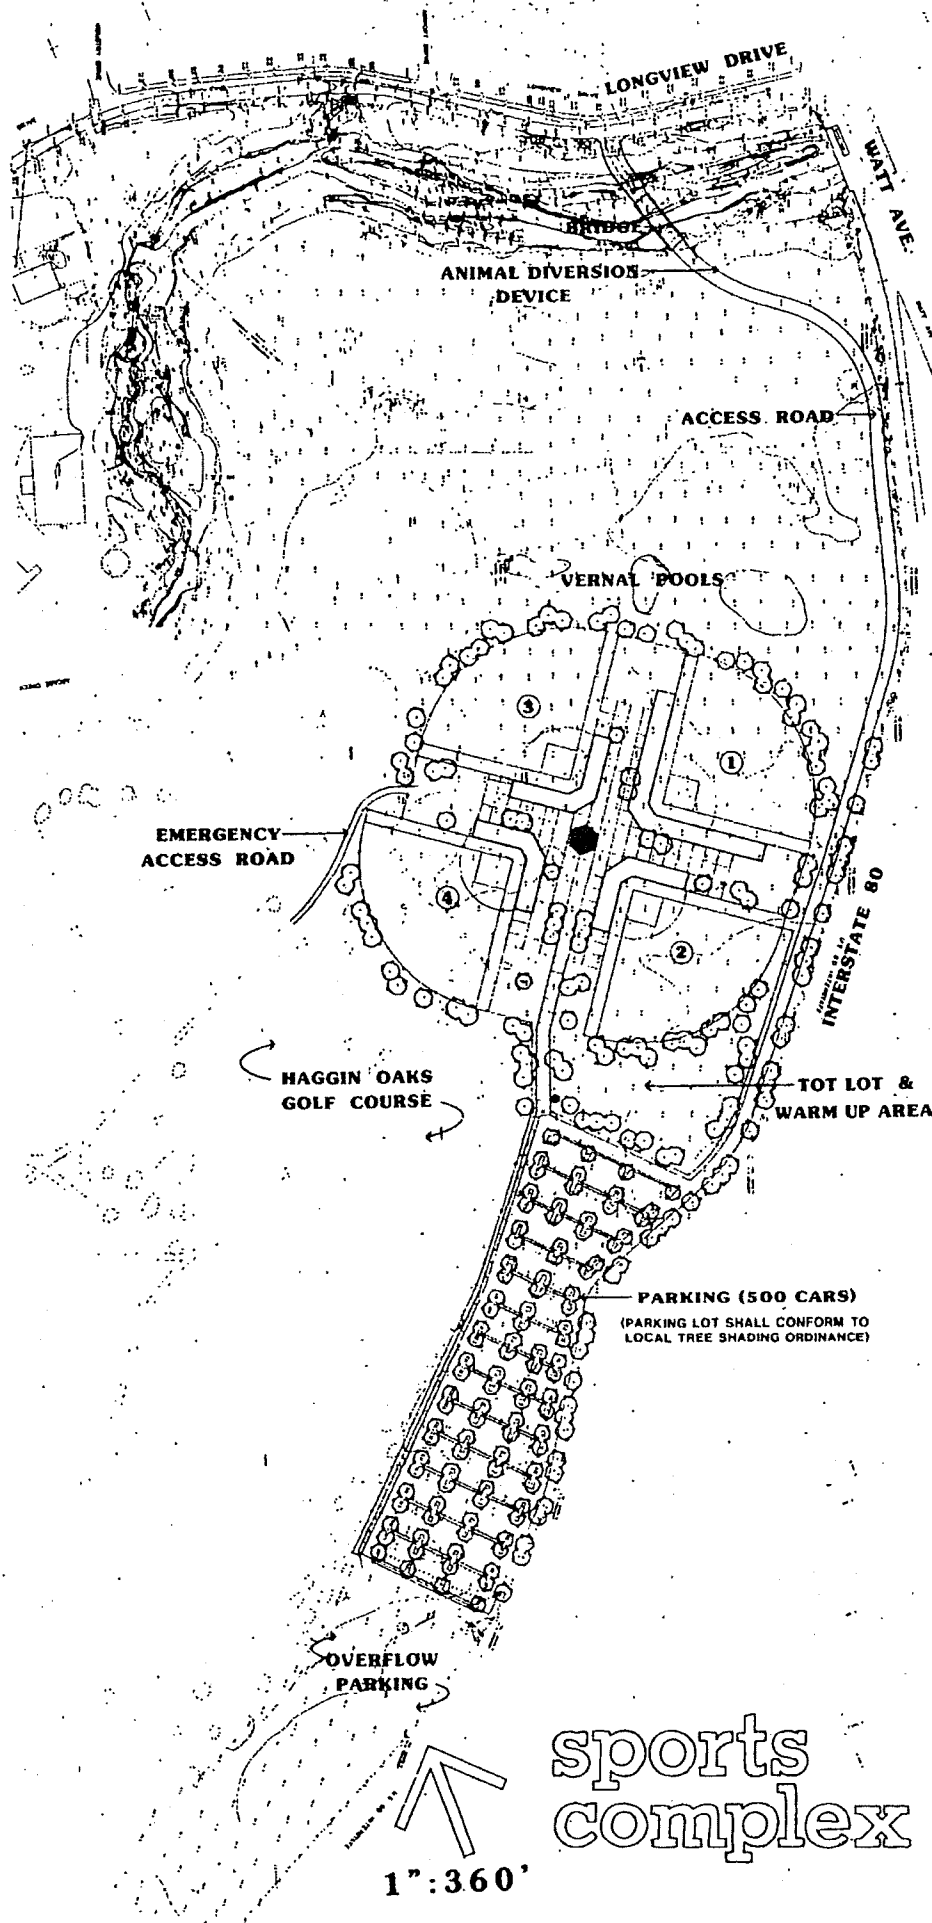 LONGVIEW DRIVE
WATT AVE.
BRIDGE
ANIMAL DIVERSION
DEVICE
ACCESS ROAD
VERNAL POOLS
3
1
EMERGENCY
ACCESS ROAD
4
2
INTERSTATE 80
HAGGIN OAKS
GOLF COURSE
TOT LOT &
WARM UP AREA
PARKING (500 CARS)
(PARKING LOT SHALL CONFORM TO
LOCAL TREE SHADING ORDINANCE)
OVERFLOW
PARKING
sports
complex
1":360'